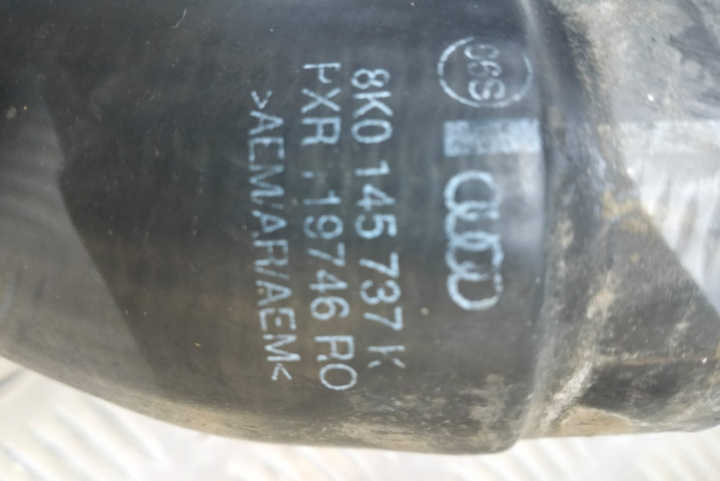 06S
8K0 145 737 K
FXR 19746 RO
>AEM/AR/AEM<